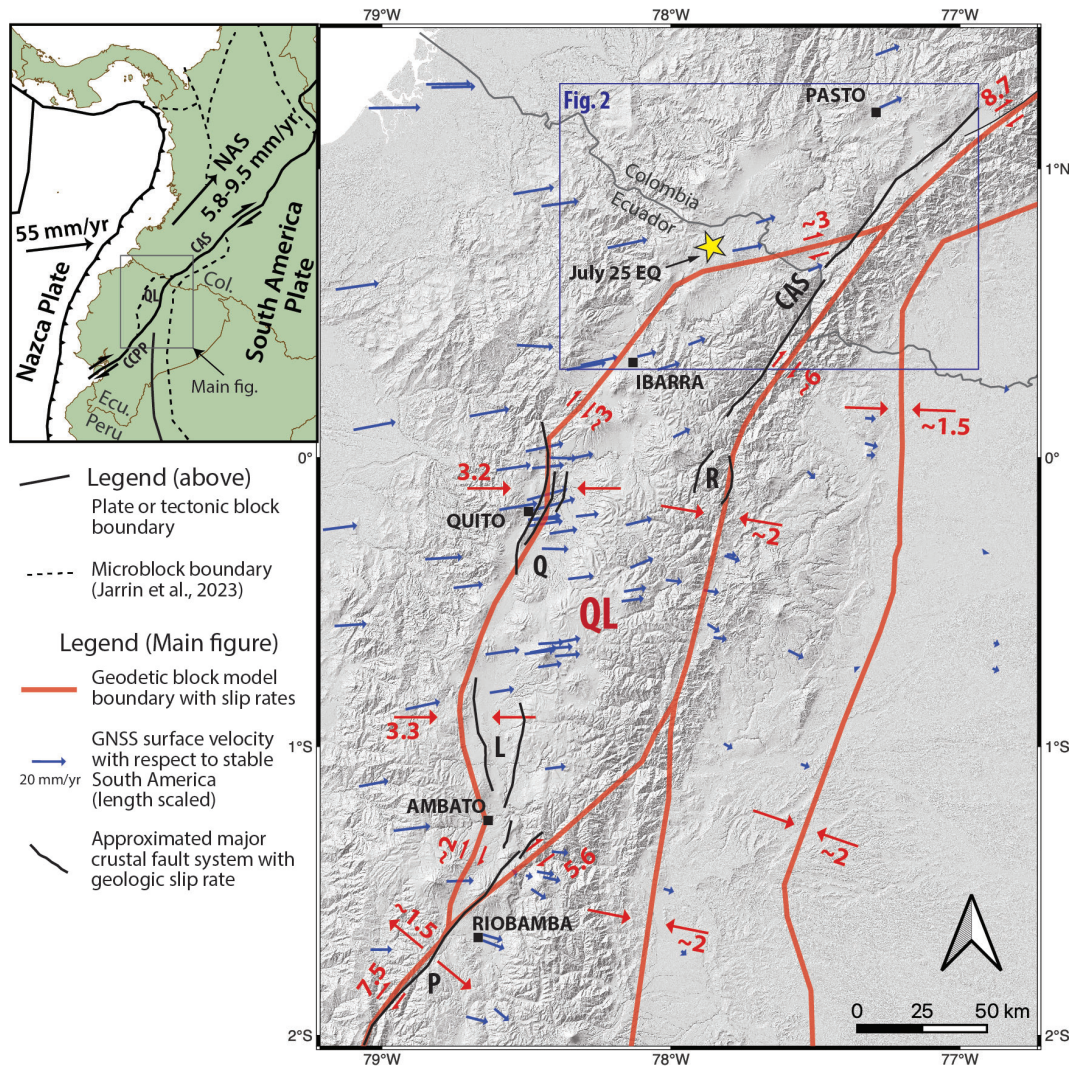 79°W
78°W
77°W
NAS
5.8-9.5 mm/yr
55 mm/yr
CAS
Nazca Plate
QL
Col.
South America
Plate
CCPP
Main fig.
Ecu.
Peru
Legend (above)
Plate or tectonic block
boundary
Microblock boundary
(Jarrin et al., 2023)
Legend (Main figure)
Geodetic block model
boundary with slip rates
GNSS surface velocity
with respect to stable
20 mm/yr South America
(length scaled)
Approximated major
crustal fault system with
geologic slip rate
Fig. 2
PASTO
8.7
1°N
Colombia
Ecuador
~3
July 25 EQ
CAS
IBARRA
~6
~3
~1.5
0°
3.2
R
QUITO
~2
Q
QL
3.3
L
1°S
AMBATO
~2
5.6
~2
~1.5
RIOBAMBA
~2
7.5
P
0 25 50 km
2°S
79°W
78°W
77°W